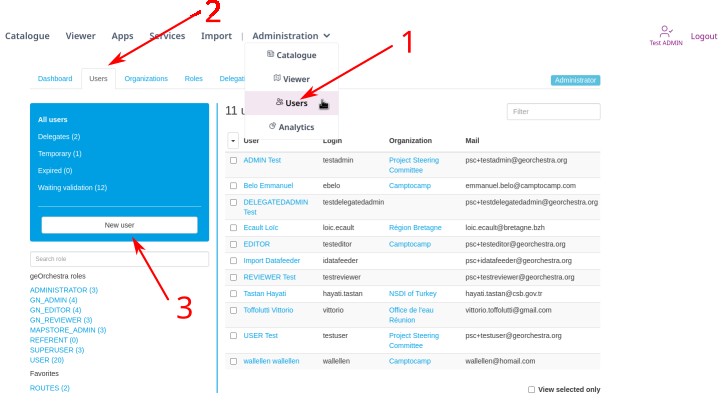 2
1
Catalogue Viewer Apps Services Import | Administration
Test ADMIN
Logout
Catalogue
Viewer
Users
Analytics
Dashboard Users Organizations Roles Delegat
Administrator
All users
Delegates (2)
Temporary (1)
Expired (0)
Waiting validation (12)
New user
3
Search role
geOrchestra roles
ADMINISTRATOR (3)
GN_ADMIN (4)
GN_EDITOR (4)
GN_REVIEWER (3)
MAPSTORE_ADMIN (3)
REFERENT (0)
SUPERUSER (3)
USER (20)
Favorites
ROUTES (2)
11 u
Filter
User Login Organization Mail
ADMIN Test testadmin Project Steering psc+testadmin@georchestra.org
Committee
Belo Emmanuel ebelo Camptocamp emmanuel.belo@camptocamp.com
DELEGATEDADMIN testdelegatedadmin psc+testdelegatedadmin@georchestra.org
Test
Ecault Loïc loic.ecault Région Bretagne loic.ecault@bretagne.bzh
EDITOR testeditor Camptocamp psc+testeditor@georchestra.org
Import Datafeeder idatafeeder psc+idatafeeder@georchestra.org
REVIEWER Test testreviewer psc+testreviewer@georchestra.org
Tastan Hayati hayati.tastan NSDI of Turkey hayati.tastan@csb.gov.tr
Toffolutti Vittorio vittorio Office de l'eau vittorio.toffolutti@gmail.com
Réunion
USER Test testuser Project Steering psc+testuser@georchestra.org
Committee
wallellen wallellen wallellen Camptocamp wallellen@homail.com
View selected only